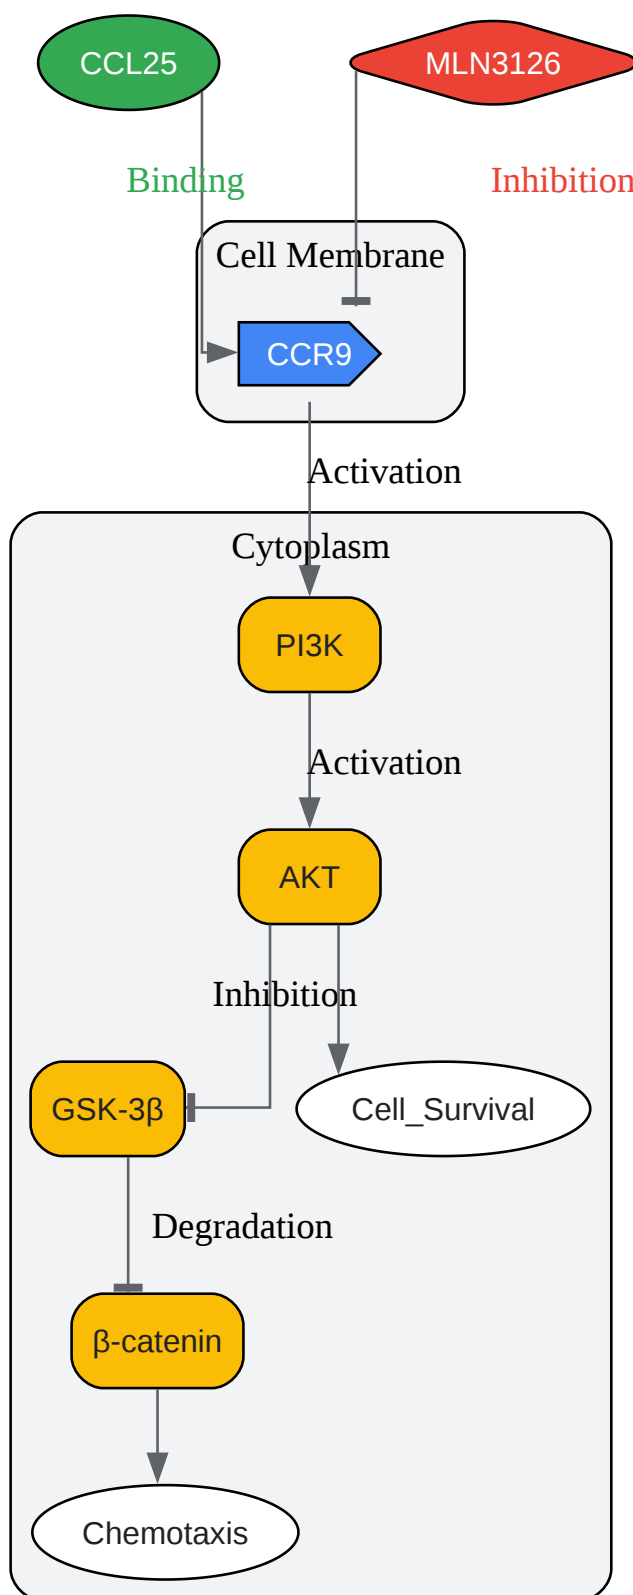 CCL25
MLN3126
Binding
Inhibition
Cell Membrane
CCR9
Activation
Cytoplasm
PI3K
Activation
AKT
Inhibition
GSK-3β
Cell_Survival
Degradation
β-catenin
Chemotaxis